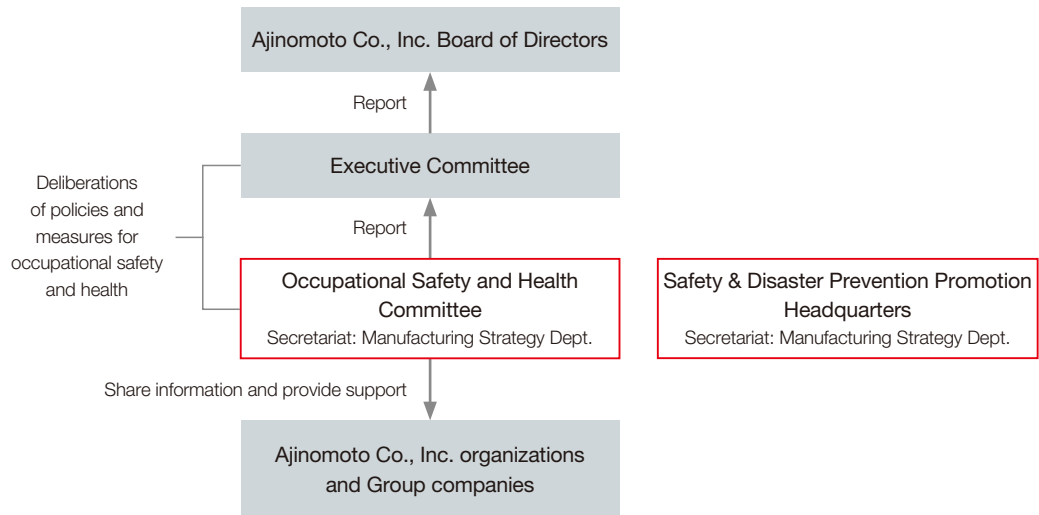 Ajinomoto Co., Inc. Board of Directors
Report
Executive Committee
Deliberations
of policies and
measures for
occupational safety
and health
Report
Occupational Safety and Health
Committee
Secretariat: Manufacturing Strategy Dept.
Safety & Disaster Prevention Promotion
Headquarters
Secretariat: Manufacturing Strategy Dept.
Share information and provide support
Ajinomoto Co., Inc. organizations
and Group companies